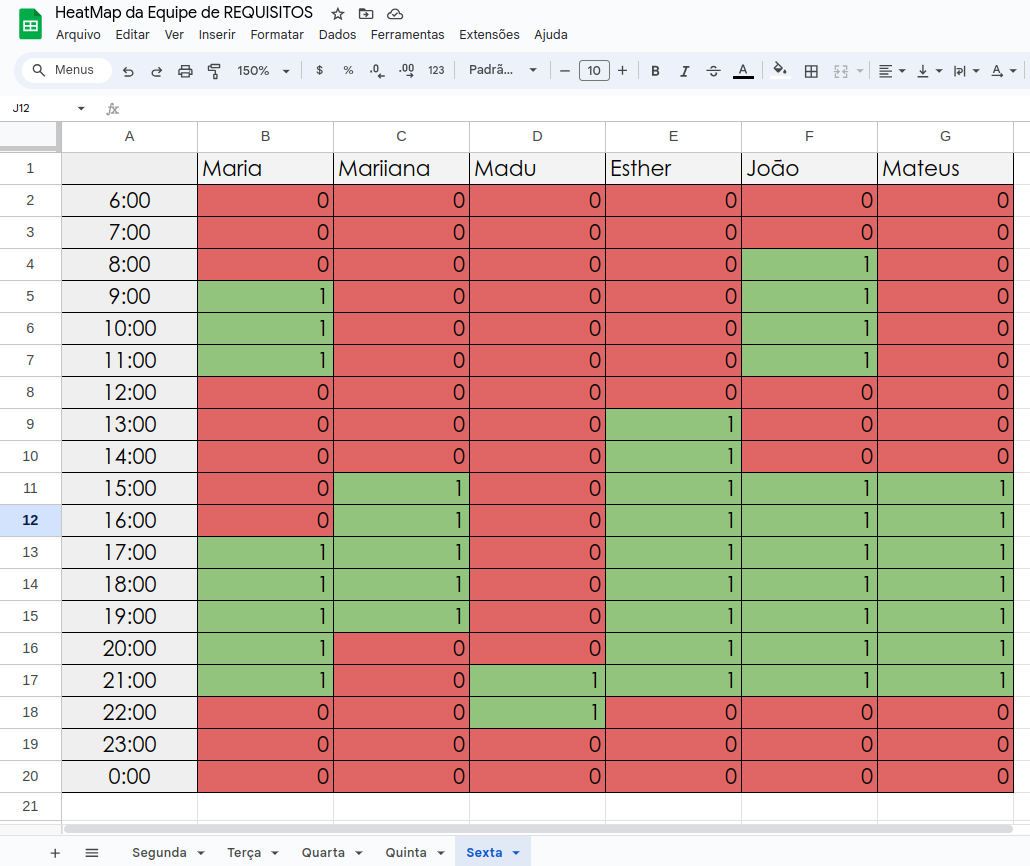 HeatMap da Equipe de REQUISITOS
Arquivo Editar Ver Inserir Formatar Dados Ferramentas Extensões Ajuda
Menus 150% $ % .0 .00 123 Padrã... 10 B I A A
J12 fx
A B C D E F G
1 Maria Mariiana Madu Esther João Mateus
2 6:00 0 0 0 0 0 0
3 7:00 0 0 0 0 0 0
4 8:00 0 0 0 0 1 0
5 9:00 1 0 0 0 1 0
6 10:00 1 0 0 0 1 0
7 11:00 1 0 0 0 1 0
8 12:00 0 0 0 0 0 0
9 13:00 0 0 0 1 0 0
10 14:00 0 0 0 1 0 0
11 15:00 0 1 0 1 1 1
12 16:00 0 1 0 1 1 1
13 17:00 1 1 0 1 1 1
14 18:00 1 1 0 1 1 1
15 19:00 1 1 0 1 1 1
16 20:00 1 0 0 1 1 1
17 21:00 1 0 1 1 1 1
18 22:00 0 0 1 0 0 0
19 23:00 0 0 0 0 0 0
20 0:00 0 0 0 0 0 0
21
Segunda Terça Quarta Quinta Sexta